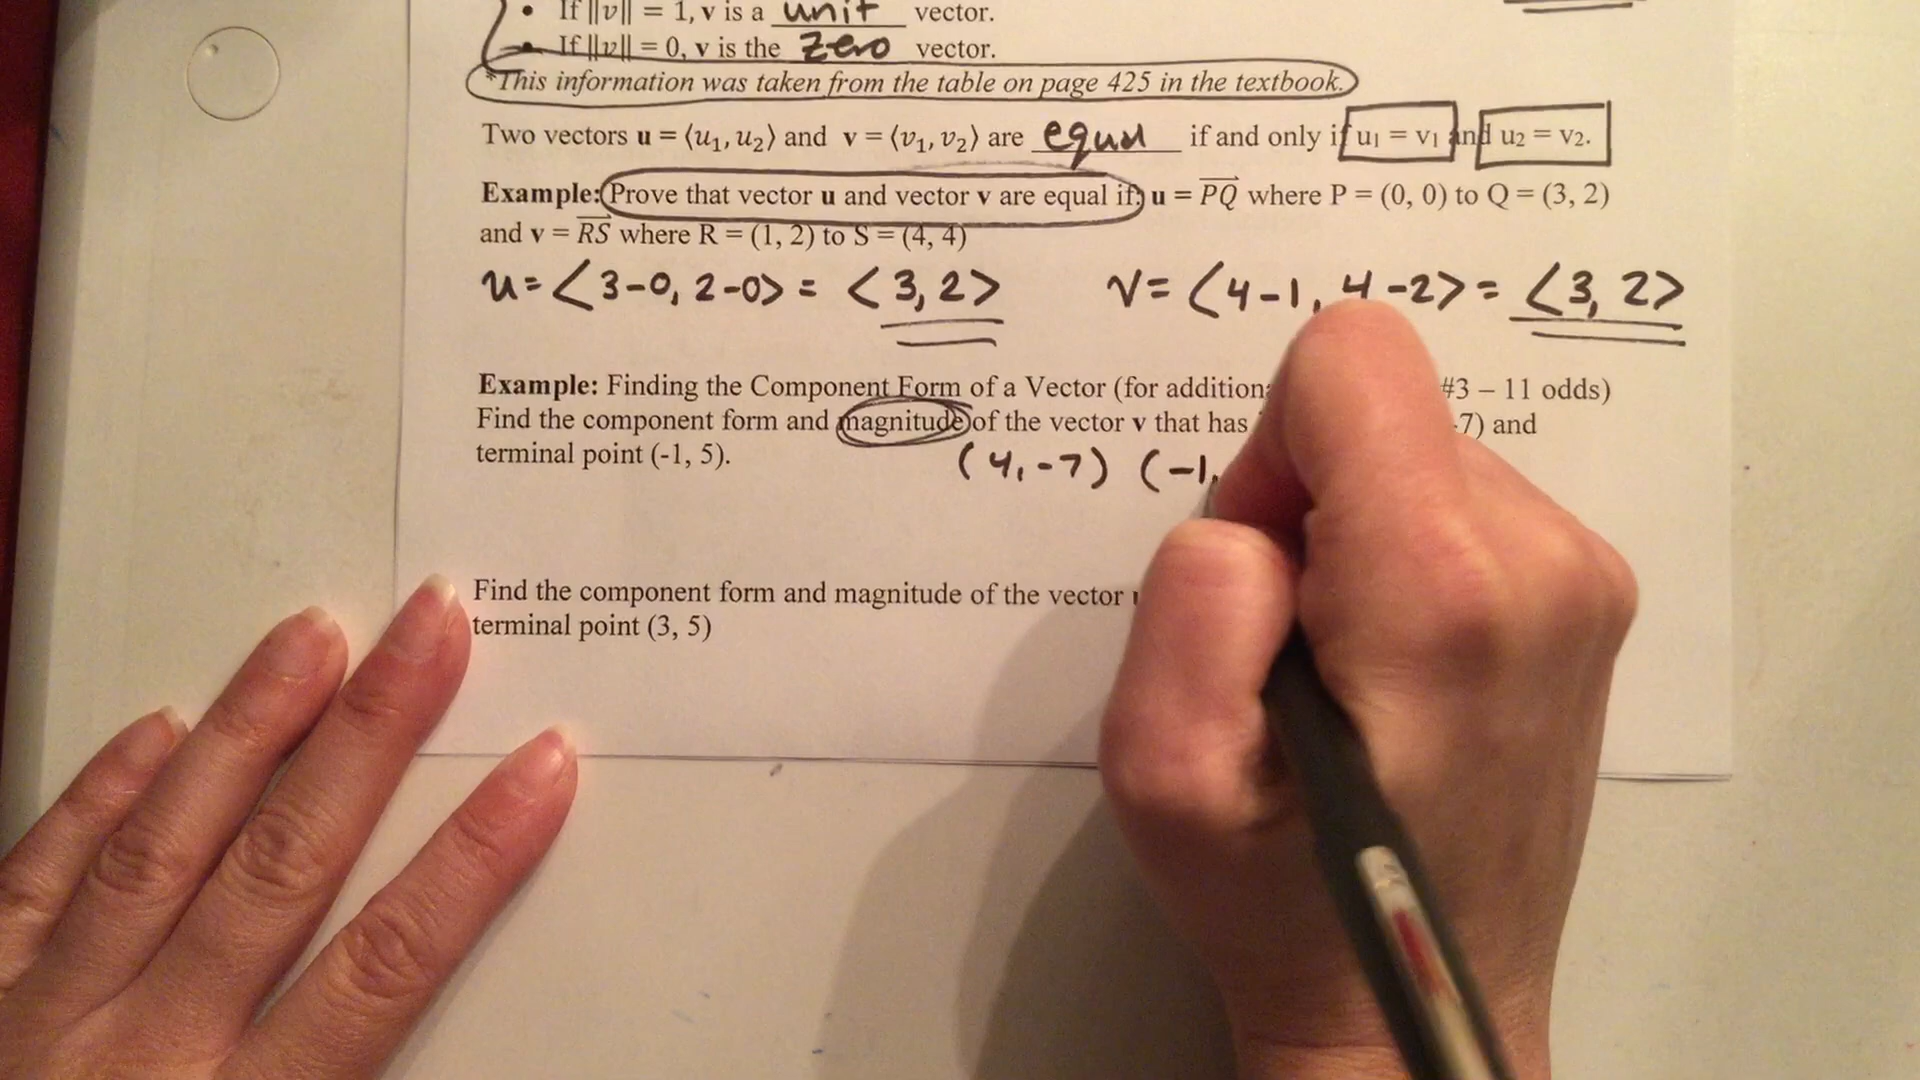 • If ||v|| = 1, v is a unit vector.
• If ||v|| = 0, v is the zero vector.
*This information was taken from the table on page 425 in the textbook.
Two vectors u = ⟨u₁, u₂⟩ and v = ⟨v₁, v₂⟩ are equal if and only if u₁ = v₁ and u₂ = v₂.
Example: Prove that vector u and vector v are equal if: u = PQ⃗ where P = (0, 0) to Q = (3, 2)
and v = RS⃗ where R = (1, 2) to S = (4, 4)
u = <3-0, 2-0> = <3, 2> v = <4-1, 4-2> = <3, 2>
Example: Finding the Component Form of a Vector (for #3 – 11 odds)
Find the component form and magnitude of the vector v that has -7) and
terminal point (-1, 5). (4, -7) (-1,
Find the component form and magnitude of the vector
terminal point (3, 5)